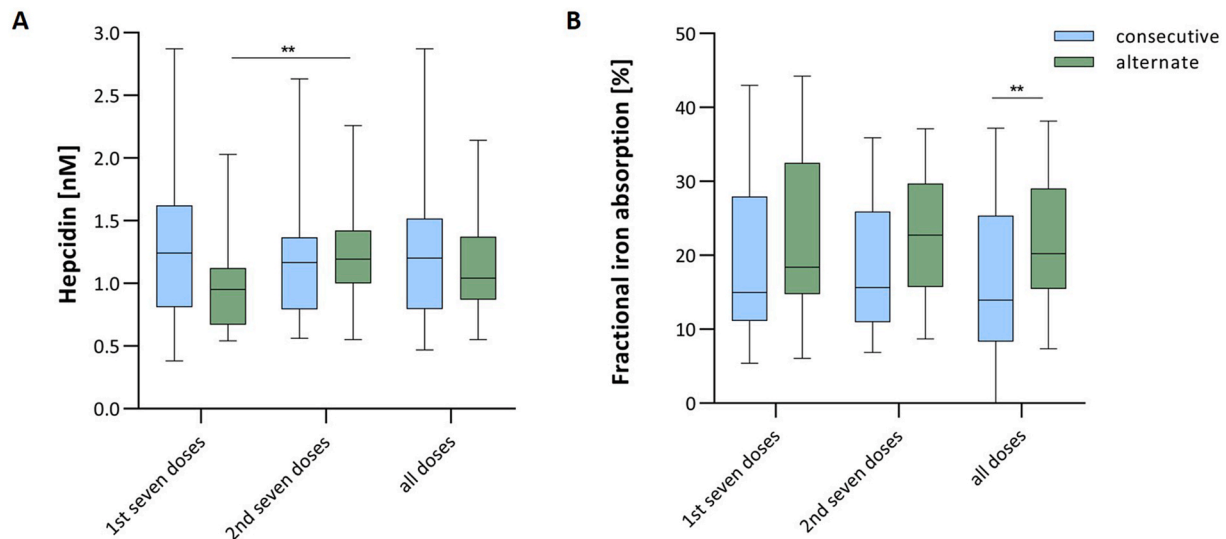 A
Hepcidin [nM]
3.0
2.5
2.0
1.5
1.0
0.5
0.0
**
1st seven doses
2nd seven doses
all doses
B
Fractional iron absorption [%]
50
40
30
20
10
0
**
consecutive
alternate
1st seven doses
2nd seven doses
all doses